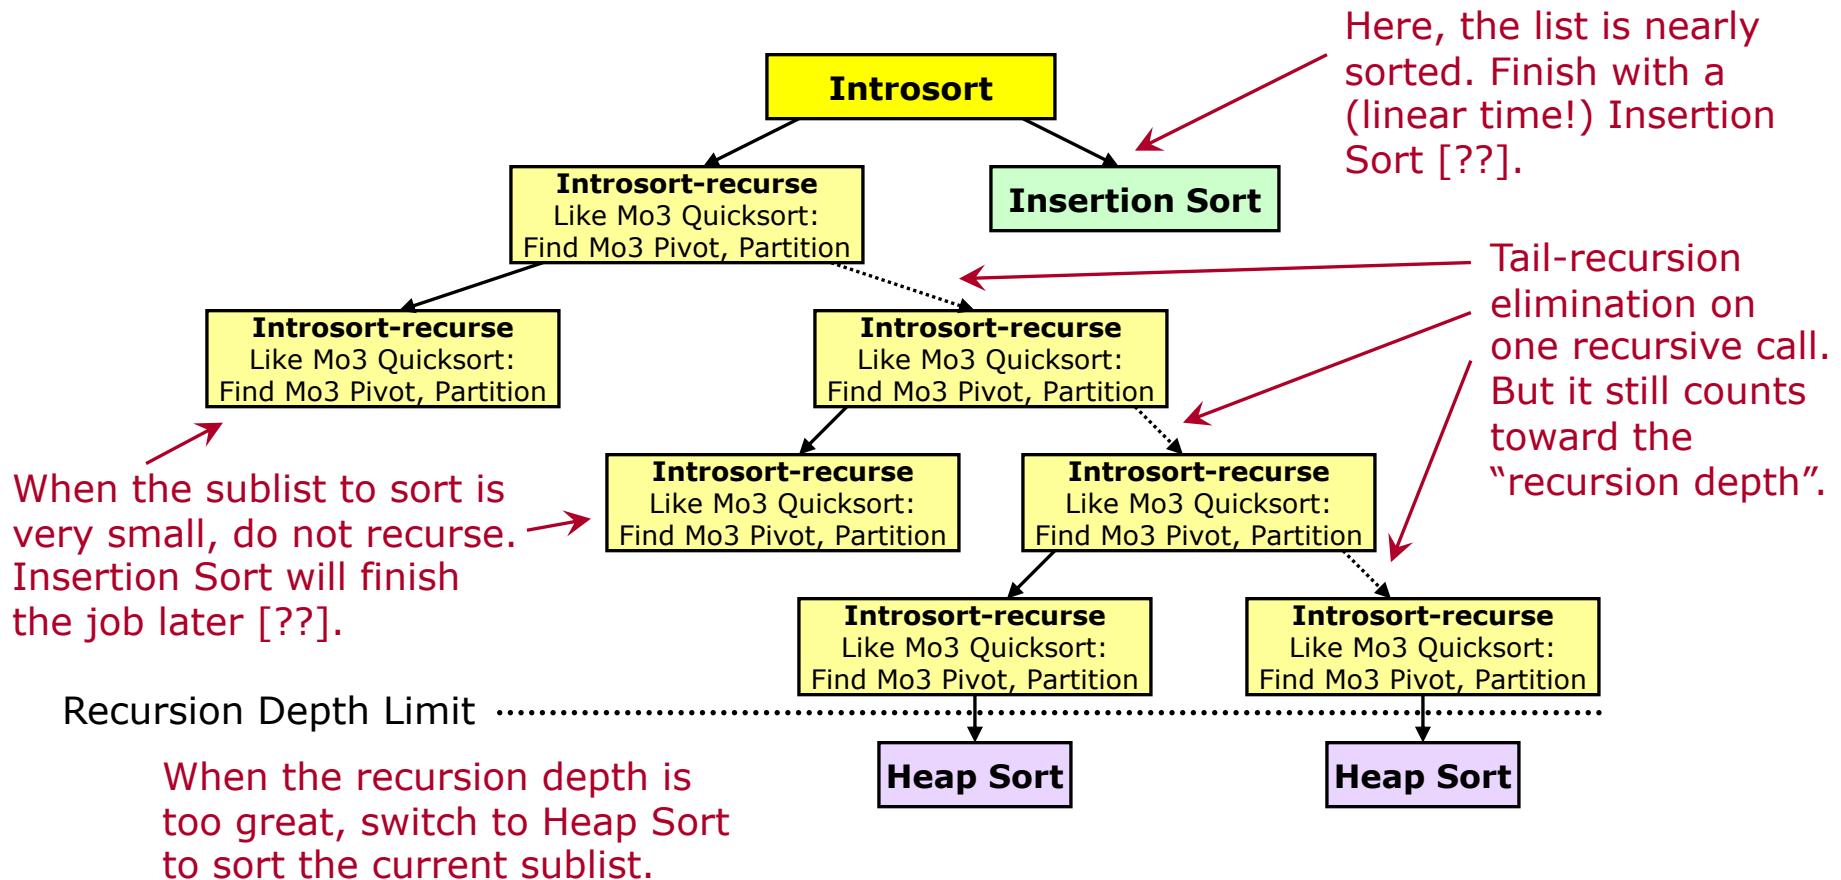 Here, the list is nearly
sorted. Finish with a
(linear time!) Insertion
Sort [??].
Introsort
Introsort-recurse
Like Mo3 Quicksort:
Find Mo3 Pivot, Partition
Insertion Sort
Tail-recursion
elimination on
one recursive call.
But it still counts
toward the
“recursion depth”.
Introsort-recurse
Like Mo3 Quicksort:
Find Mo3 Pivot, Partition
Introsort-recurse
Like Mo3 Quicksort:
Find Mo3 Pivot, Partition
When the sublist to sort is
very small, do not recurse.
Insertion Sort will finish
the job later [??].
Introsort-recurse
Like Mo3 Quicksort:
Find Mo3 Pivot, Partition
Introsort-recurse
Like Mo3 Quicksort:
Find Mo3 Pivot, Partition
Introsort-recurse
Like Mo3 Quicksort:
Find Mo3 Pivot, Partition
Introsort-recurse
Like Mo3 Quicksort:
Find Mo3 Pivot, Partition
Recursion Depth Limit
Heap Sort
Heap Sort
When the recursion depth is
too great, switch to Heap Sort
to sort the current sublist.